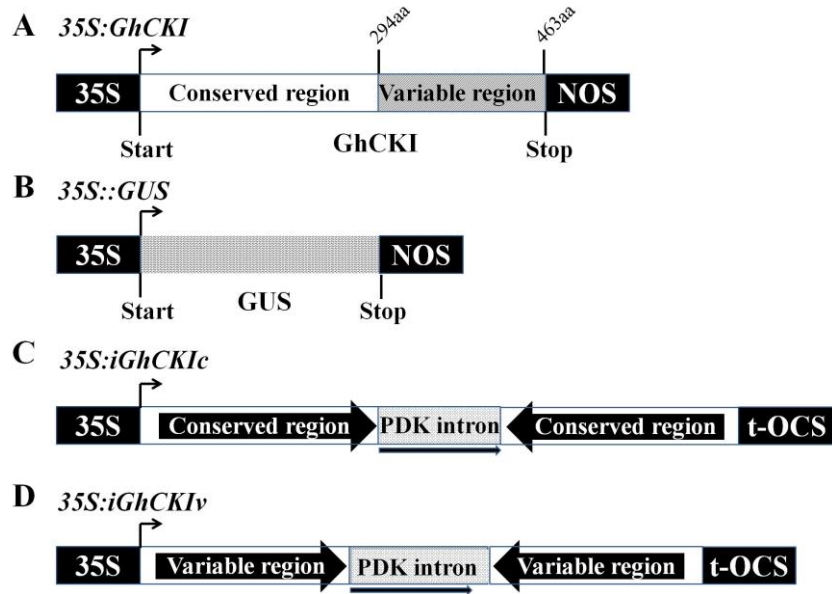 A 35S:GhCKI
294aa 463aa
35S Conserved region Variable region NOS
Start GhCKI Stop
B 35S::GUS
35S NOS
Start GUS Stop
C 35S:iGhCKIc
35S Conserved region PDK intron Conserved region t-OCS
D 35S:iGhCKIv
35S Variable region PDK intron Variable region t-OCS